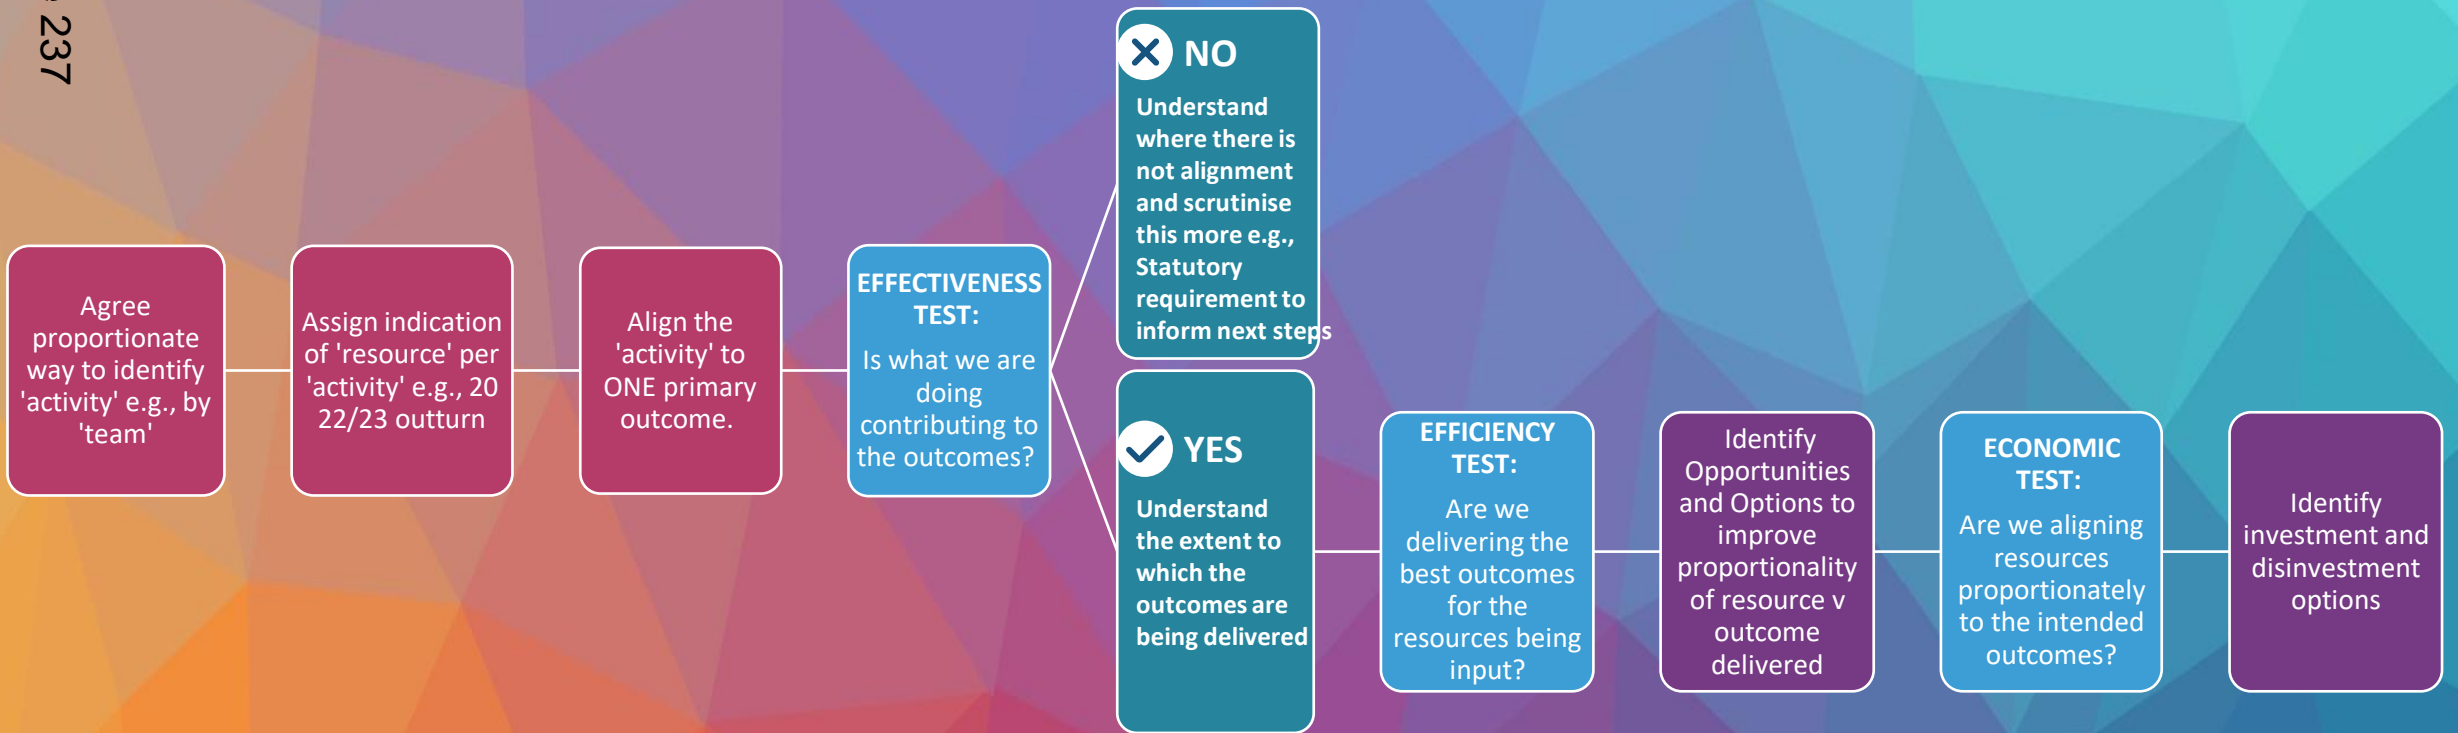 237
Agree
proportionate
way to identify
'activity' e.g., by
'team'
Assign indication
of 'resource' per
'activity' e.g., 20
22/23 outturn
Align the
'activity' to
ONE primary
outcome.
EFFECTIVENESS
TEST:
Is what we are
doing
contributing to
the outcomes?
NO
Understand
where there is
not alignment
and scrutinise
this more e.g.,
Statutory
requirement to
inform next steps
YES
Understand
the extent to
which the
outcomes are
being delivered
EFFICIENCY
TEST:
Are we
delivering the
best outcomes
for the
resources being
input?
Identify
Opportunities
and Options to
improve
proportionality
of resource v
outcome
delivered
ECONOMIC
TEST:
Are we aligning
resources
proportionately
to the intended
outcomes?
Identify
investment and
disinvestment
options